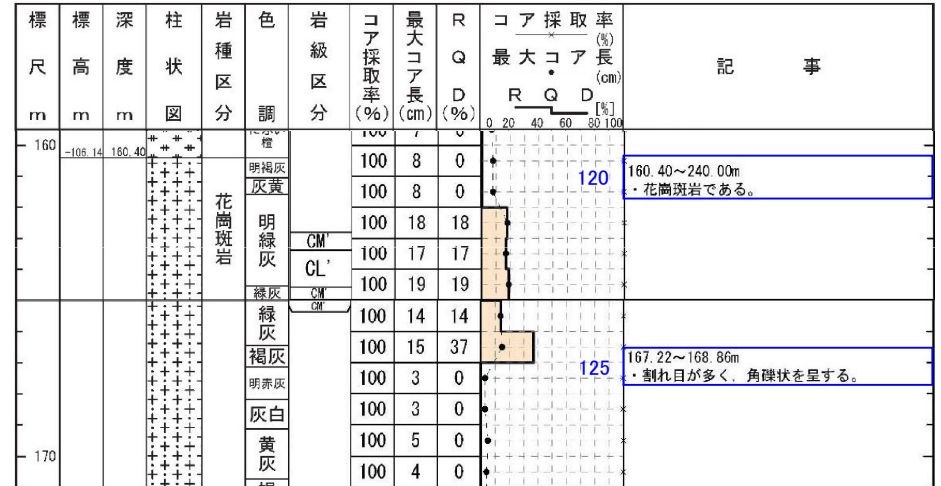 標尺m
標高m
深度m
柱状図
岩種区分
色調
岩級区分
コア採取率(%)
最大コア長(cm)
RQD(%)
コア採取率(%)
最大コア長(cm)
RQD[%]
0 20 40 60 80 100
記事
160
-106.14 160.40
100 7 0
明褐灰 100 8 0
120
160.40～240.00m
・花崗斑岩である。
灰黄 100 8 0
花崗斑岩
明緑灰
100 18 18
CM'
100 17 17
CL'
100 19 19
緑灰 CM'
CM'
緑灰
100 14 14
褐灰 100 15 37
125
167.22～168.86m
・割れ目が多く，角礫状を呈する。
明赤灰 100 3 0
灰白 100 3 0
黄灰
100 5 0
170
100 4 0